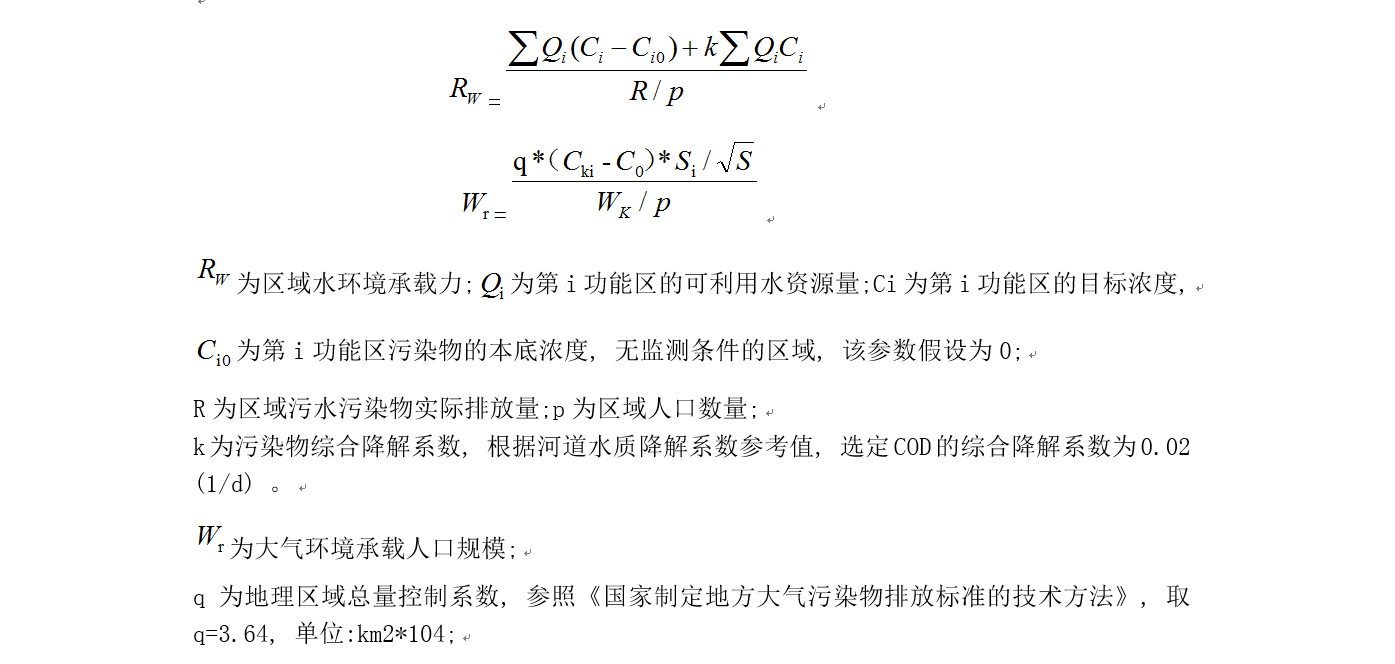 R_W = \frac{\sum Q_i(C_i - C_{i0}) + k\sum Q_iC_i}{R / p}
W_r = \frac{q*(C_{ki} - C_0)*S_i / \sqrt{S}}{W_K / p}
R_W 为区域水环境承载力; Q_i 为第 i 功能区的可利用水资源量;Ci 为第 i 功能区的目标浓度,
C_{i0} 为第 i 功能区污染物的本底浓度, 无监测条件的区域, 该参数假设为 0;
R 为区域污水污染物实际排放量;p 为区域人口数量;
k 为污染物综合降解系数, 根据河道水质降解系数参考值, 选定 COD 的综合降解系数为 0.02
(1/d) 。
W_r 为大气环境承载人口规模;
q 为地理区域总量控制系数, 参照《国家制定地方大气污染物排放标准的技术方法》, 取
q=3.64, 单位:km2*104;